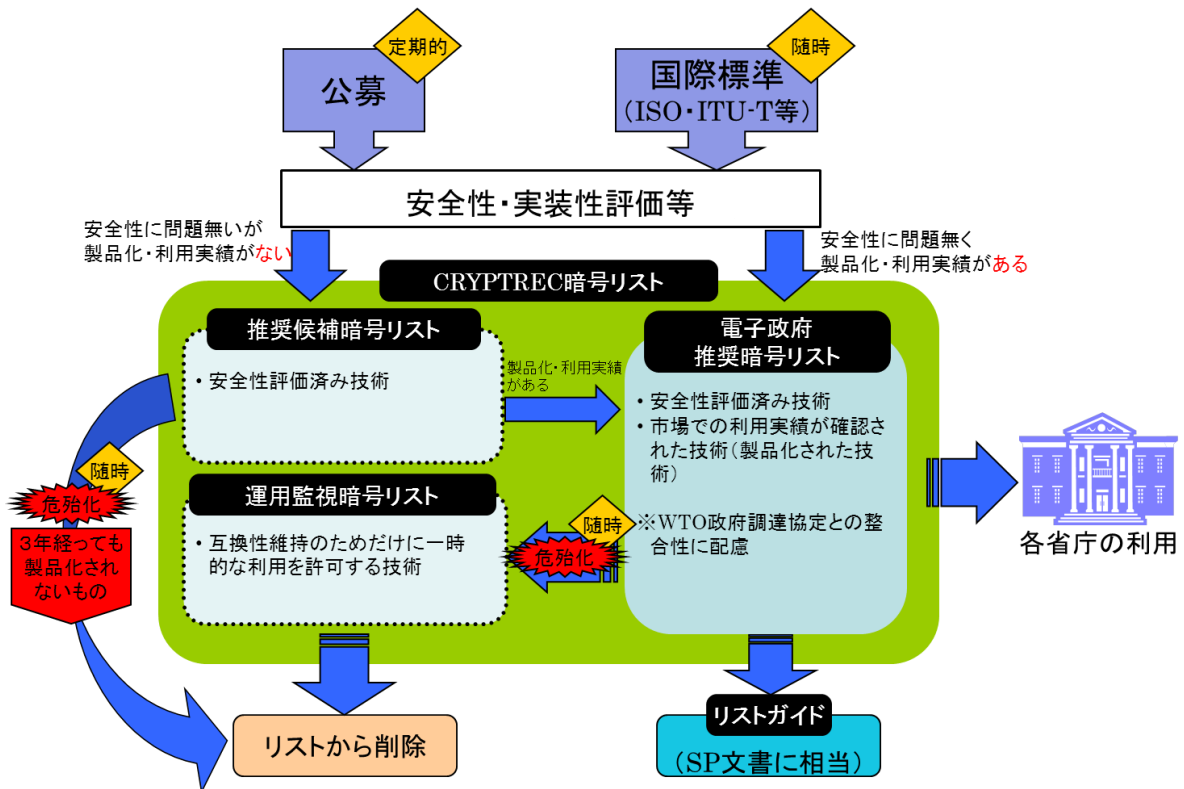 定期的
公募
随時
国際標準
（ISO・ITU-T等）
安全性・実装性評価等
安全性に問題無いが
製品化・利用実績がない
安全性に問題無く
製品化・利用実績がある
CRYPTREC暗号リスト
推奨候補暗号リスト
・安全性評価済み技術
製品化・利用実績
がある
電子政府
推奨暗号リスト
・安全性評価済み技術
・市場での利用実績が確認さ
れた技術（製品化された技
術）
※WTO政府調達協定との整
合性に配慮
随時
危殆化
3年経っても
製品化され
ないもの
運用監視暗号リスト
・互換性維持のためだけに一時
的な利用を許可する技術
随時
危殆化
各省庁の利用
リストから削除
リストガイド
（SP文書に相当）